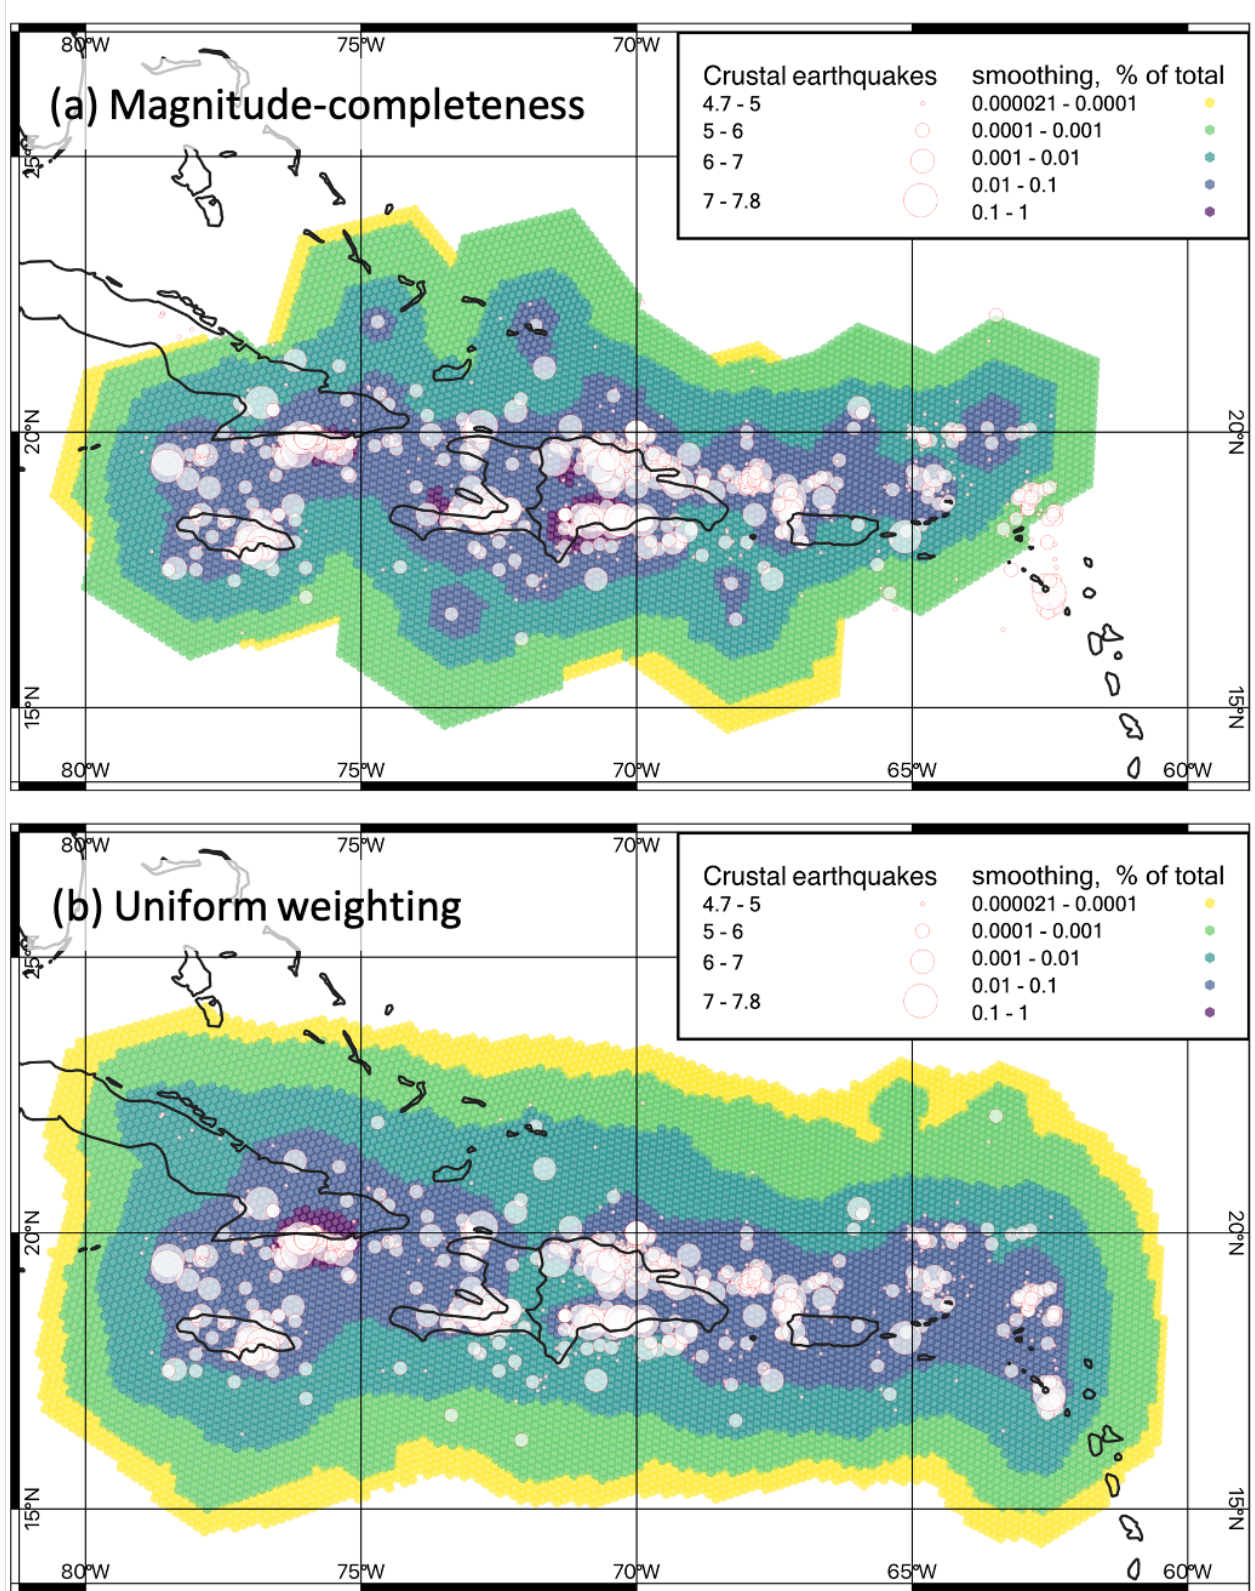 80°W 75°W 70°W
(a) Magnitude-completeness
Crustal earthquakes smoothing, % of total
4.7 - 5 0.000021 - 0.0001
5 - 6 0.0001 - 0.001
6 - 7 0.001 - 0.01
7 - 7.8 0.01 - 0.1
0.1 - 1
25°N
20°N 20°N
15°N 15°N
80°W 75°W 70°W 65°W 60°W
80°W 75°W 70°W
(b) Uniform weighting
Crustal earthquakes smoothing, % of total
4.7 - 5 0.000021 - 0.0001
5 - 6 0.0001 - 0.001
6 - 7 0.001 - 0.01
7 - 7.8 0.01 - 0.1
0.1 - 1
25°N
20°N 20°N
15°N 15°N
80°W 75°W 70°W 65°W 60°W